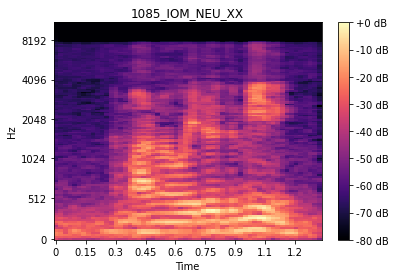 1085_IOM_NEU_XX
+0 dB
8192
-10 dB
4096
-20 dB
-30 dB
2048
Hz
-40 dB
1024
-50 dB
512
-60 dB
-70 dB
0
-80 dB
0 0.15 0.3 0.45 0.6 0.75 0.9 1.1 1.2
Time